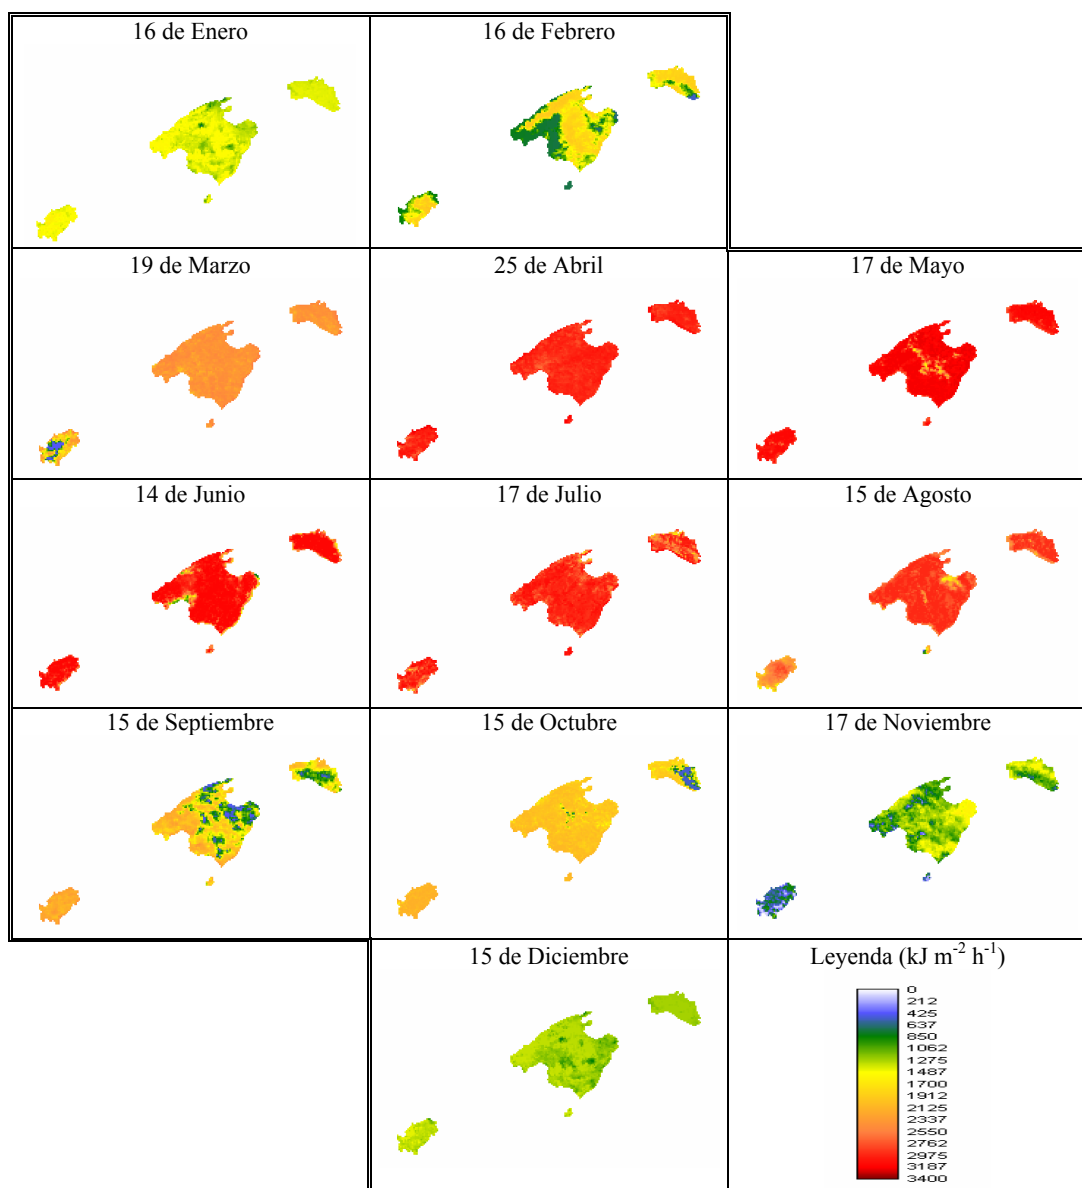 16 de Enero
16 de Febrero
19 de Marzo
25 de Abril
17 de Mayo
14 de Junio
17 de Julio
15 de Agosto
15 de Septiembre
15 de Octubre
17 de Noviembre
15 de Diciembre
Leyenda (kJ m⁻² h⁻¹)
0
212
425
637
850
1062
1275
1487
1700
1912
2125
2337
2550
2762
2975
3187
3400